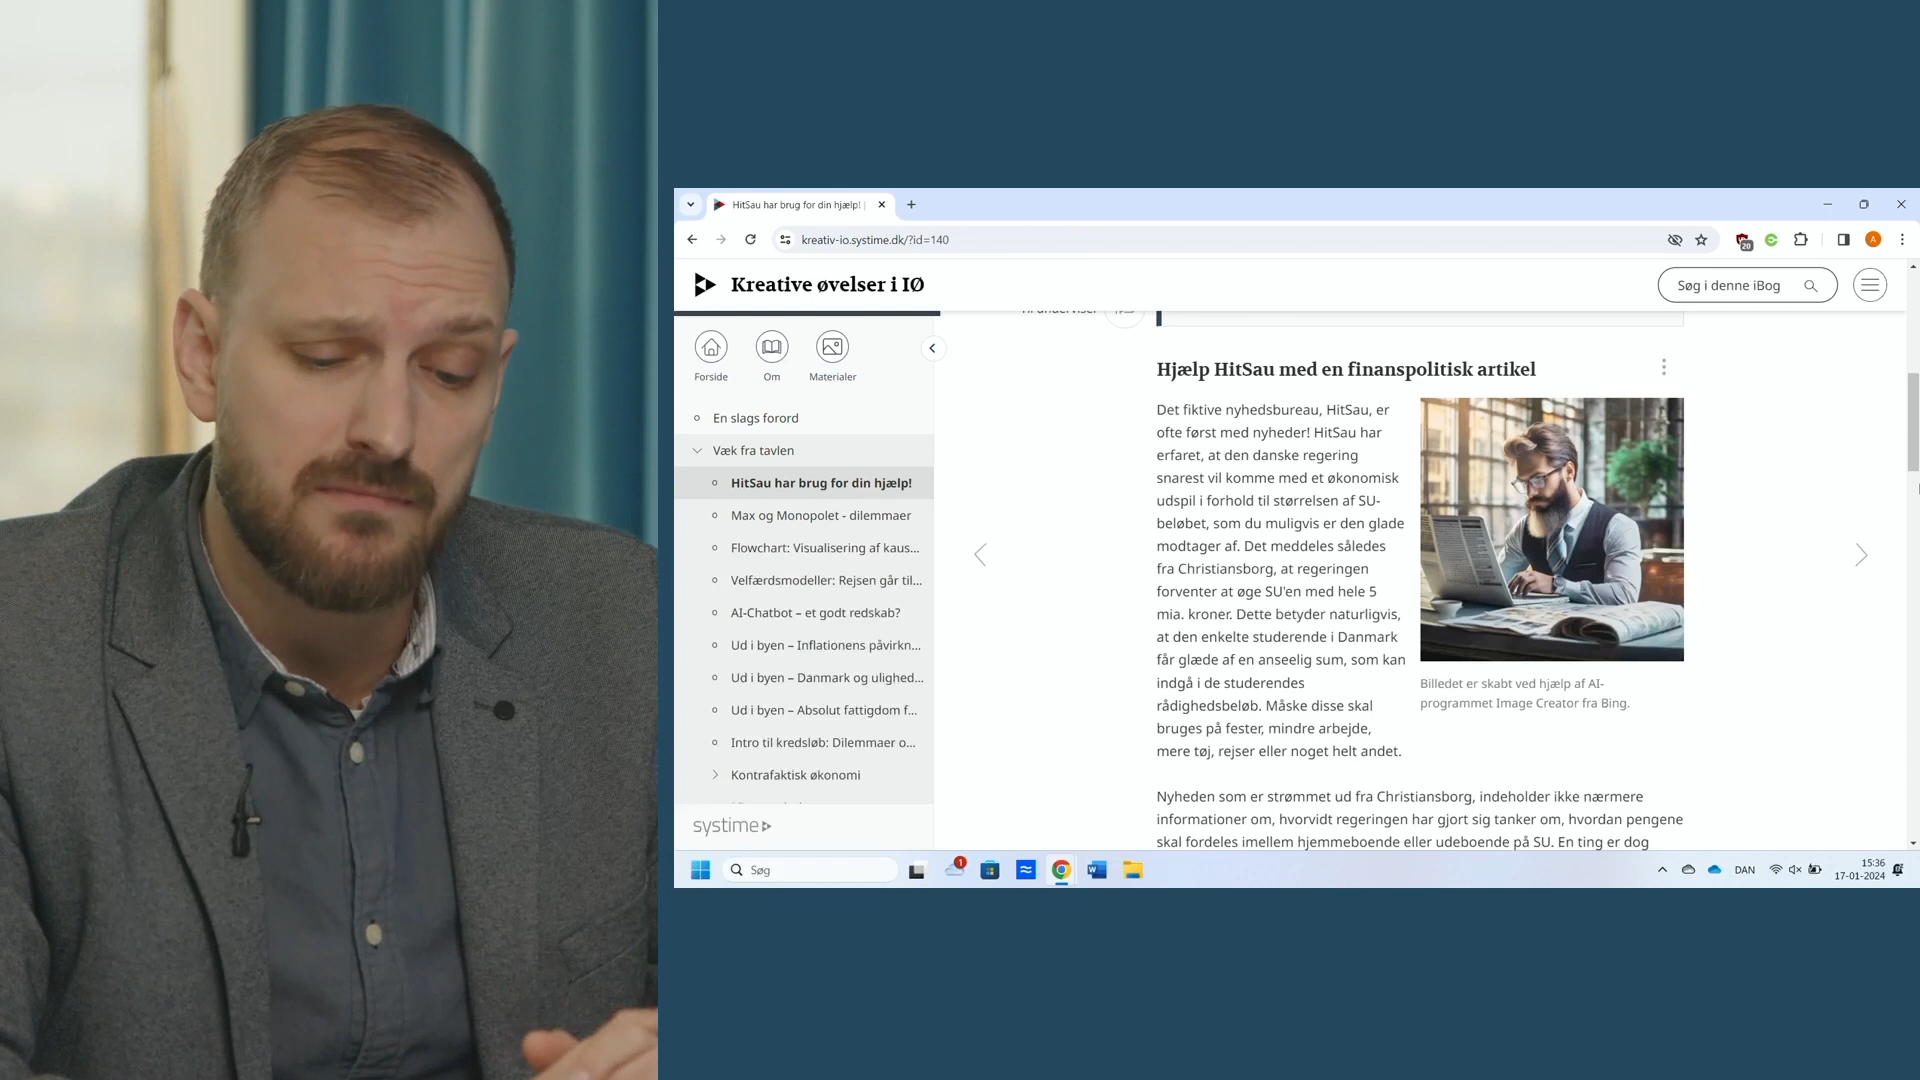 HitSau har brug for din hjælp! |
kreativ-io.systime.dk/?id=140
20
A
Kreative øvelser i IØ
Søg i denne iBog
Forside
Om
Materialer
En slags forord
Væk fra tavlen
HitSau har brug for din hjælp!
Max og Monopolet - dilemmaer
Flowchart: Visualisering af kaus...
Velfærdsmodeller: Rejsen går til...
AI-Chatbot – et godt redskab?
Ud i byen – Inflationens påvirkn...
Ud i byen – Danmark og ulighed...
Ud i byen – Absolut fattigdom f...
Intro til kredsløb: Dilemmaer o...
Kontrafaktisk økonomi
systime
Hjælp HitSau med en finanspolitisk artikel
Det fiktive nyhedsbureau, HitSau, er
ofte først med nyheder! HitSau har
erfaret, at den danske regering
snarest vil komme med et økonomisk
udspil i forhold til størrelsen af SU-
beløbet, som du muligvis er den glade
modtager af. Det meddeles således
fra Christiansborg, at regeringen
forventer at øge SU'en med hele 5
mia. kroner. Dette betyder naturligvis,
at den enkelte studerende i Danmark
får glæde af en anseelig sum, som kan
indgå i de studerendes
rådighedsbeløb. Måske disse skal
bruges på fester, mindre arbejde,
mere tøj, rejser eller noget helt andet.
Billedet er skabt ved hjælp af AI-
programmet Image Creator fra Bing.
Nyheden som er strømmet ud fra Christiansborg, indeholder ikke nærmere
informationer om, hvorvidt regeringen har gjort sig tanker om, hvordan pengene
skal fordeles imellem hjemmeboende eller udeboende på SU. En ting er dog
Søg
1
DAN
15:36
17-01-2024